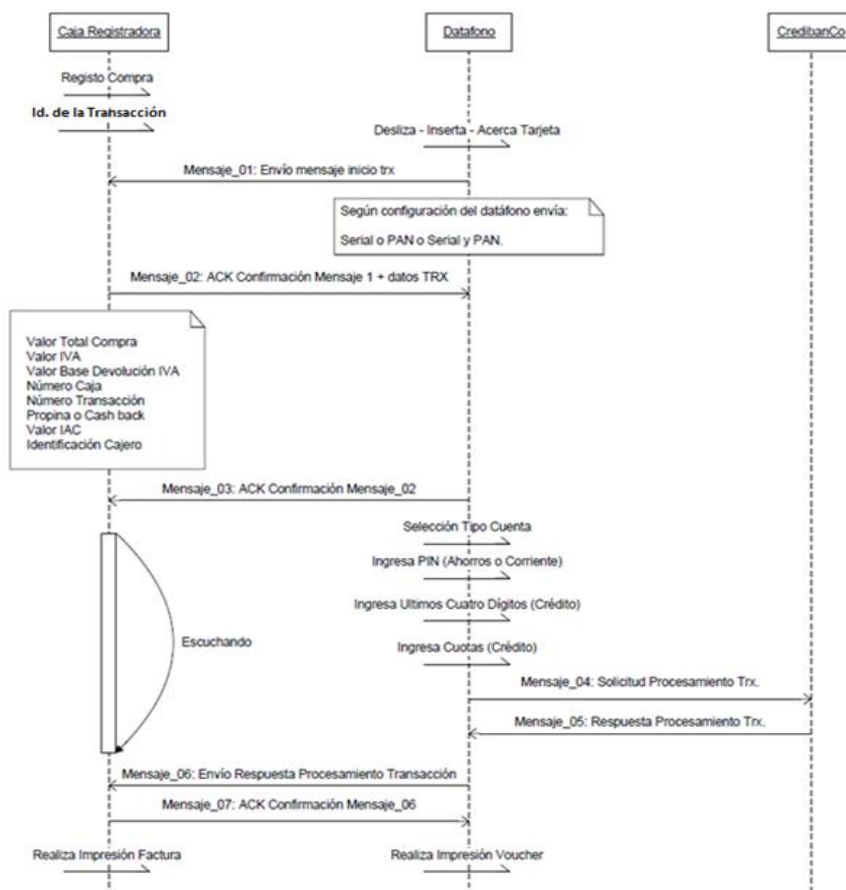 Caja Registradora
Datafono
CredibanCo
Registo Compra
Id. de la Transacción
Desliza - Inserta - Acerca Tarjeta
Mensaje_01: Envío mensaje inicio trx
Según configuración del datáfono envía:
Serial o PAN o Serial y PAN.
Mensaje_02: ACK Confirmación Mensaje 1 + datos TRX
Valor Total Compra
Valor IVA
Valor Base Devolución IVA
Número Caja
Número Transacción
Propina o Cash back
Valor IAC
Identificación Cajero
Mensaje_03: ACK Confirmación Mensaje_02
Selección Tipo Cuenta
Ingresa PIN (Ahorros o Corriente)
Ingresa Ultimos Cuatro Dígitos (Crédito)
Escuchando
Ingresa Cuotas (Crédito)
Mensaje_04: Solicitud Procesamiento Trx.
Mensaje_05: Respuesta Procesamiento Trx.
Mensaje_06: Envío Respuesta Procesamiento Transacción
Mensaje_07: ACK Confirmación Mensaje_06
Realiza Impresión Factura
Realiza Impresión Voucher